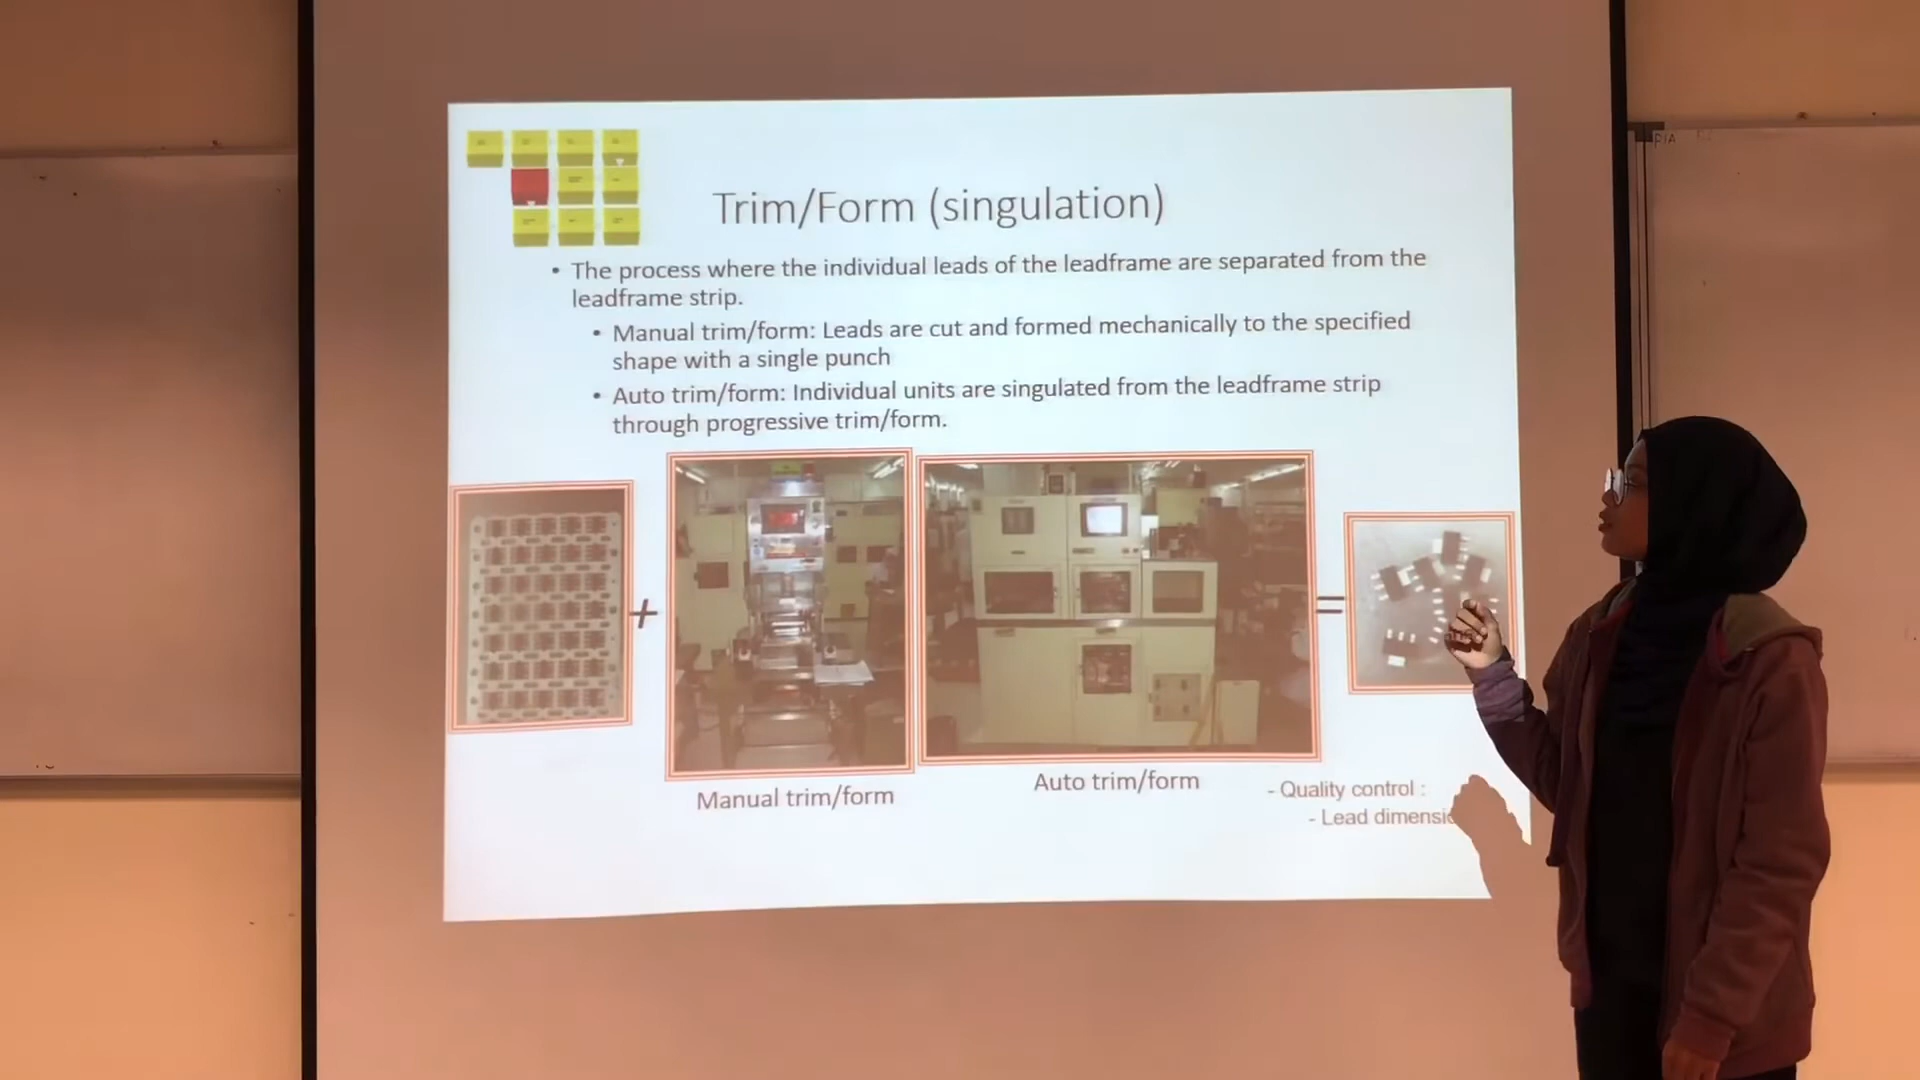 Trim/Form (singulation)
• The process where the individual leads of the leadframe are separated from the
leadframe strip.
• Manual trim/form: Leads are cut and formed mechanically to the specified
shape with a single punch
• Auto trim/form: Individual units are singulated from the leadframe strip
through progressive trim/form.
+
=
Manual trim/form
Auto trim/form
- Quality control :
- Lead dimensi